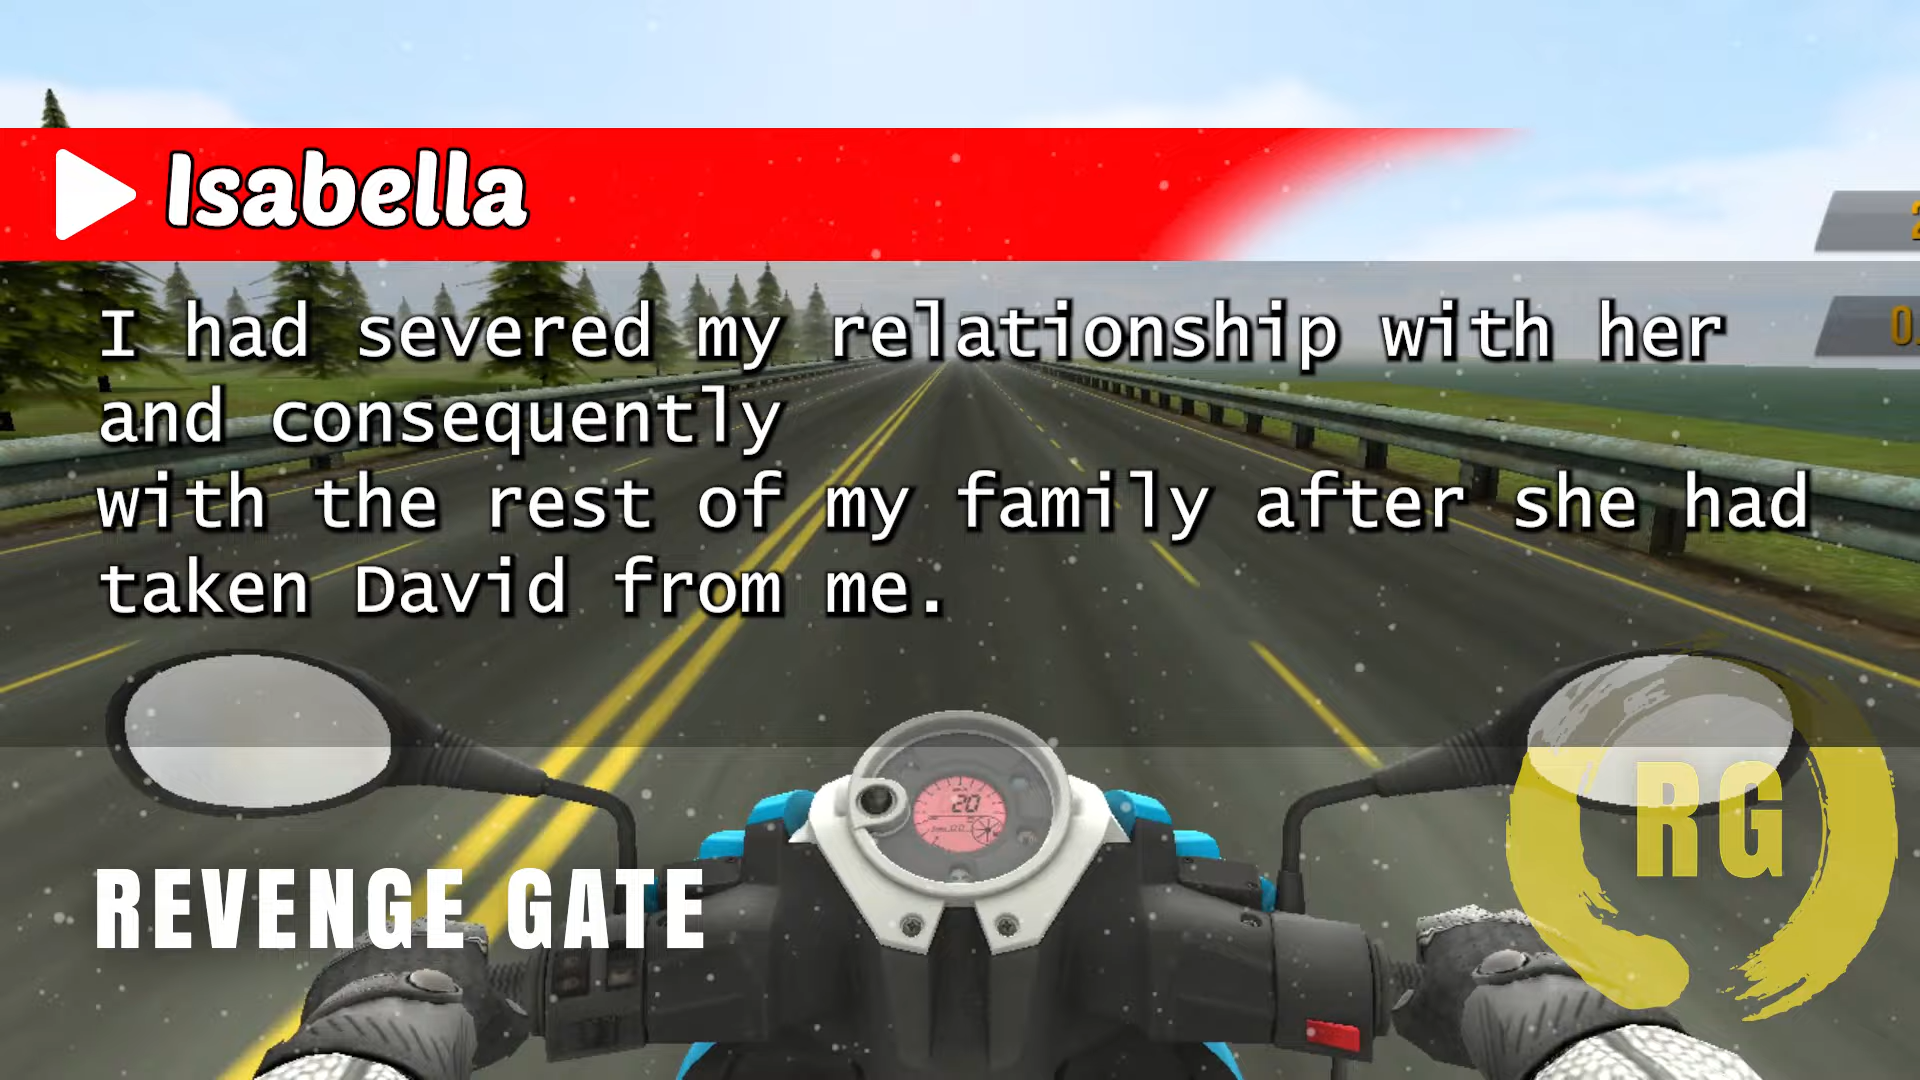 Isabella
I had severed my relationship with her
and consequently
with the rest of my family after she had
taken David from me.
20
RG
REVENGE GATE